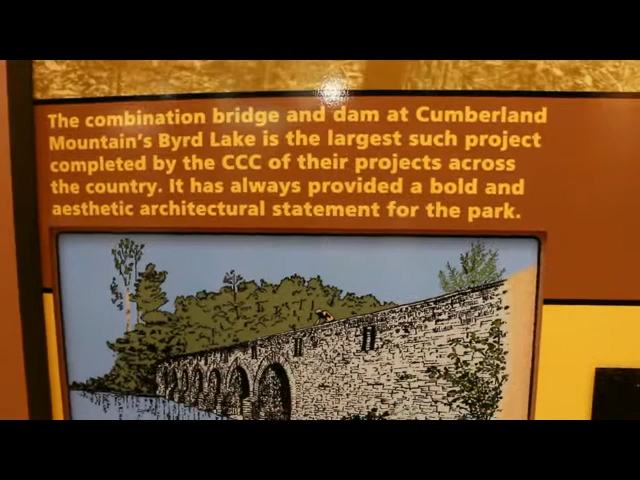 The combination bridge and dam at Cumberland
Mountain's Byrd Lake is the largest such project
completed by the CCC of their projects across
the country. It has always provided a bold and
aesthetic architectural statement for the park.